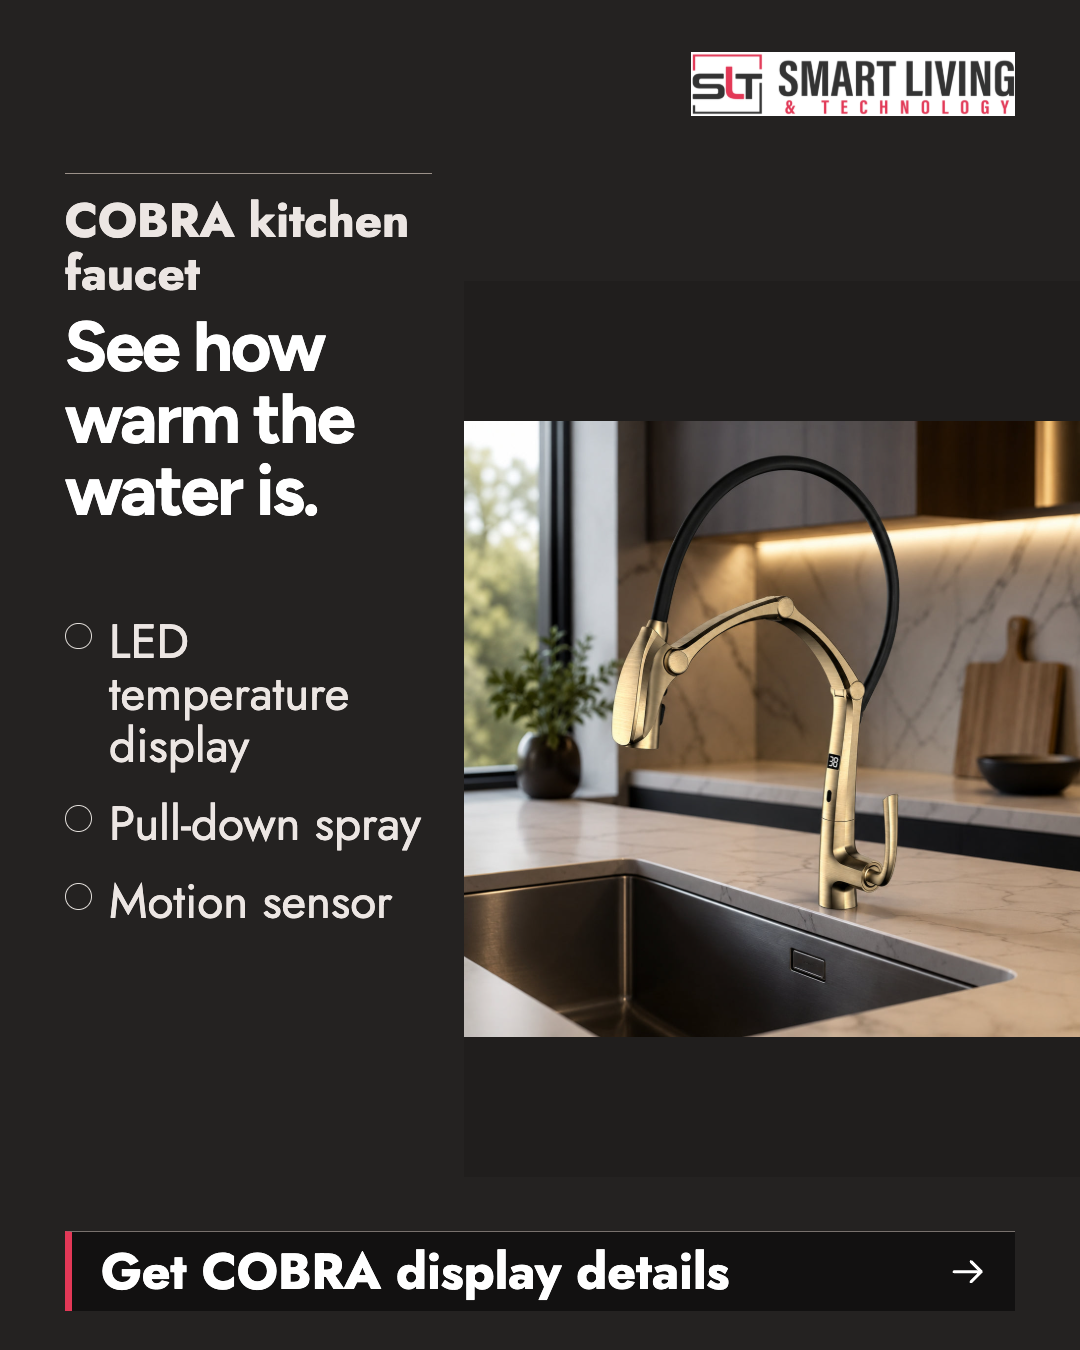 SLT SMART LIVING
& TECHNOLOGY
COBRA kitchen
faucet
See how
warm the
water is.
LED
temperature
display
Pull-down spray
Motion sensor
38
Get COBRA display details